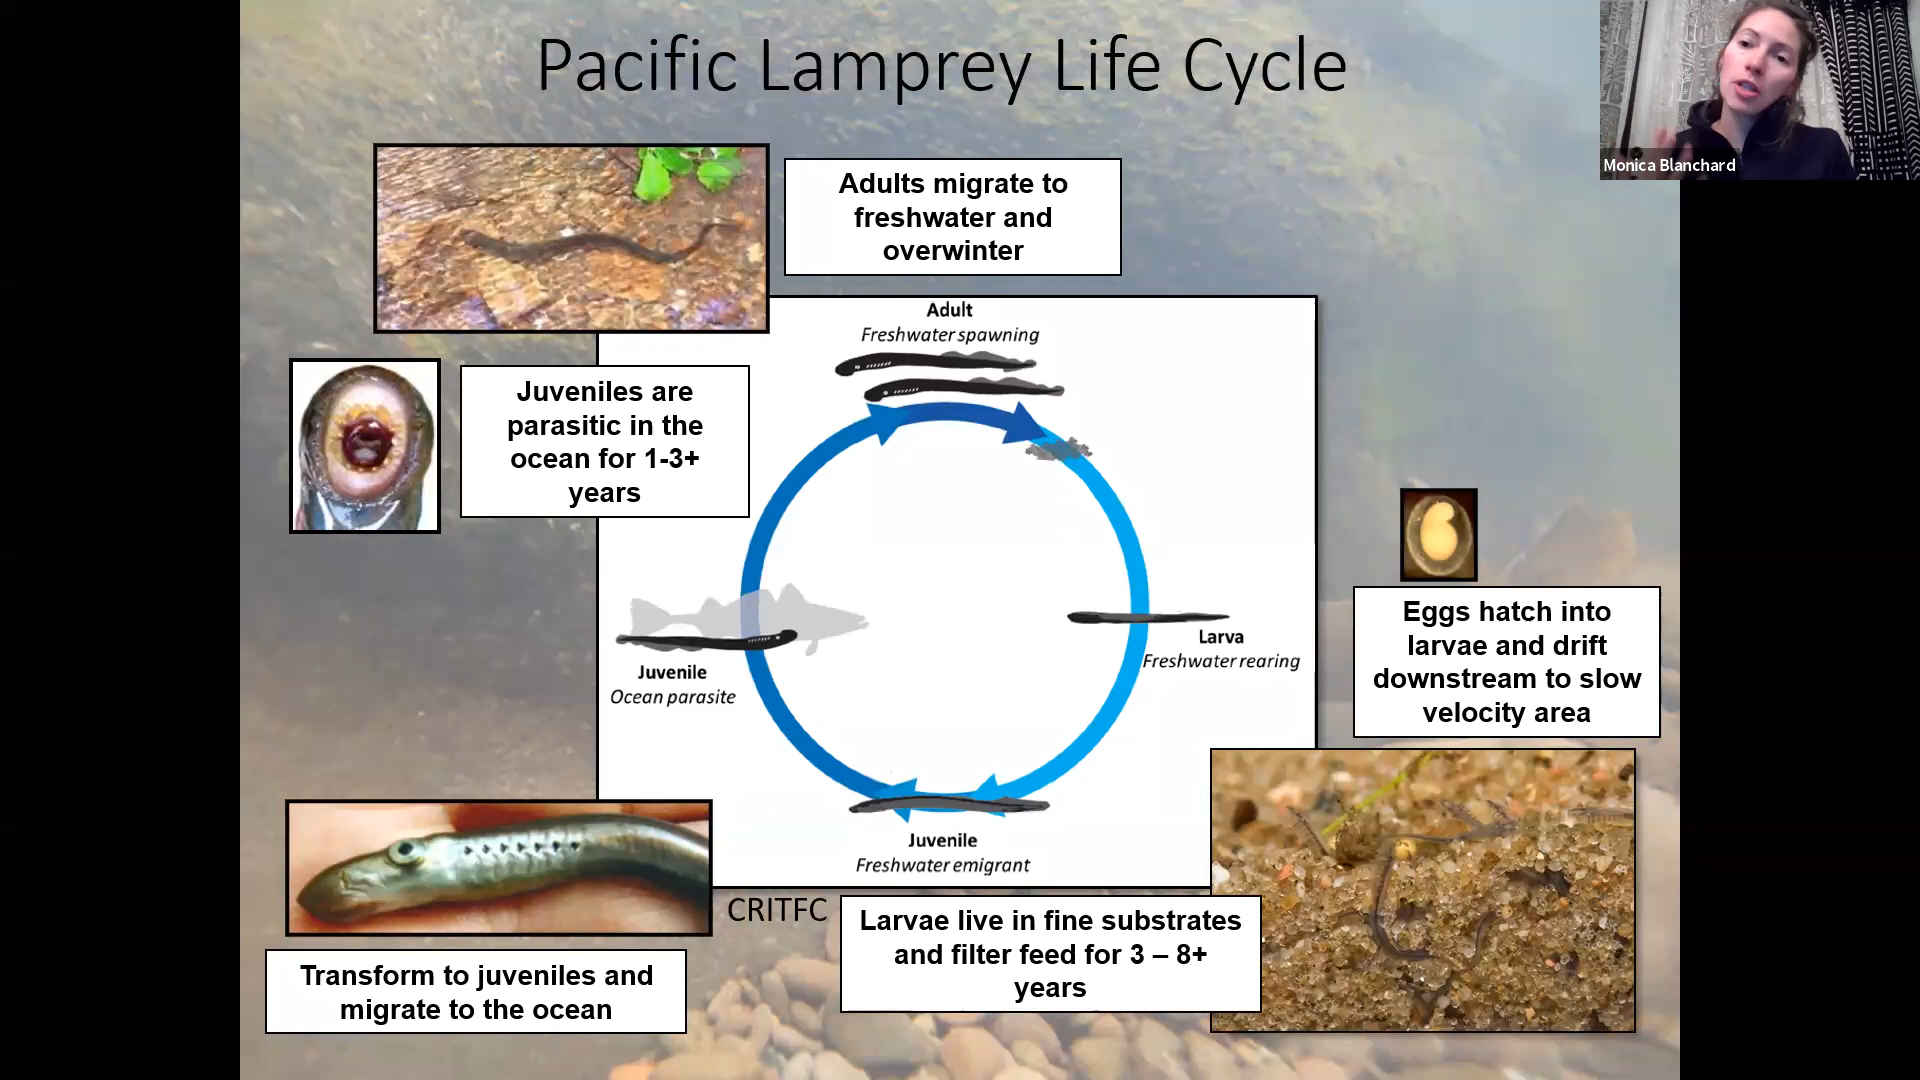 Pacific Lamprey Life Cycle
Monica Blanchard
Adults migrate to
freshwater and
overwinter
Adult
Freshwater spawning
Juveniles are
parasitic in the
ocean for 1-3+
years
Eggs hatch into
larvae and drift
downstream to slow
velocity area
Larva
Freshwater rearing
Juvenile
Ocean parasite
Juvenile
Freshwater emigrant
CRITFC
Larvae live in fine substrates
and filter feed for 3 – 8+
years
Transform to juveniles and
migrate to the ocean